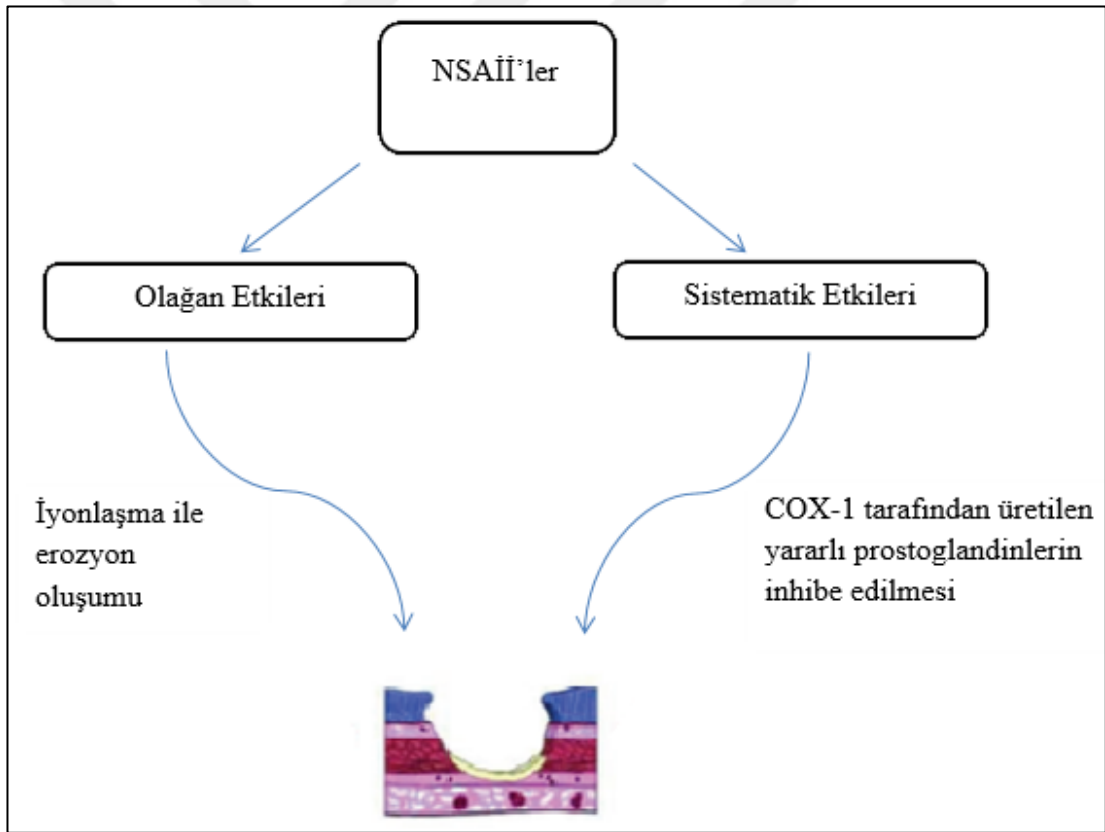 NSAİİ’ler
Olağan Etkileri
Sistematik Etkileri
İyonlaşma ile
erozyon
oluşumu
COX-1 tarafından üretilen
yararlı prostoglandinlerin
inhibe edilmesi